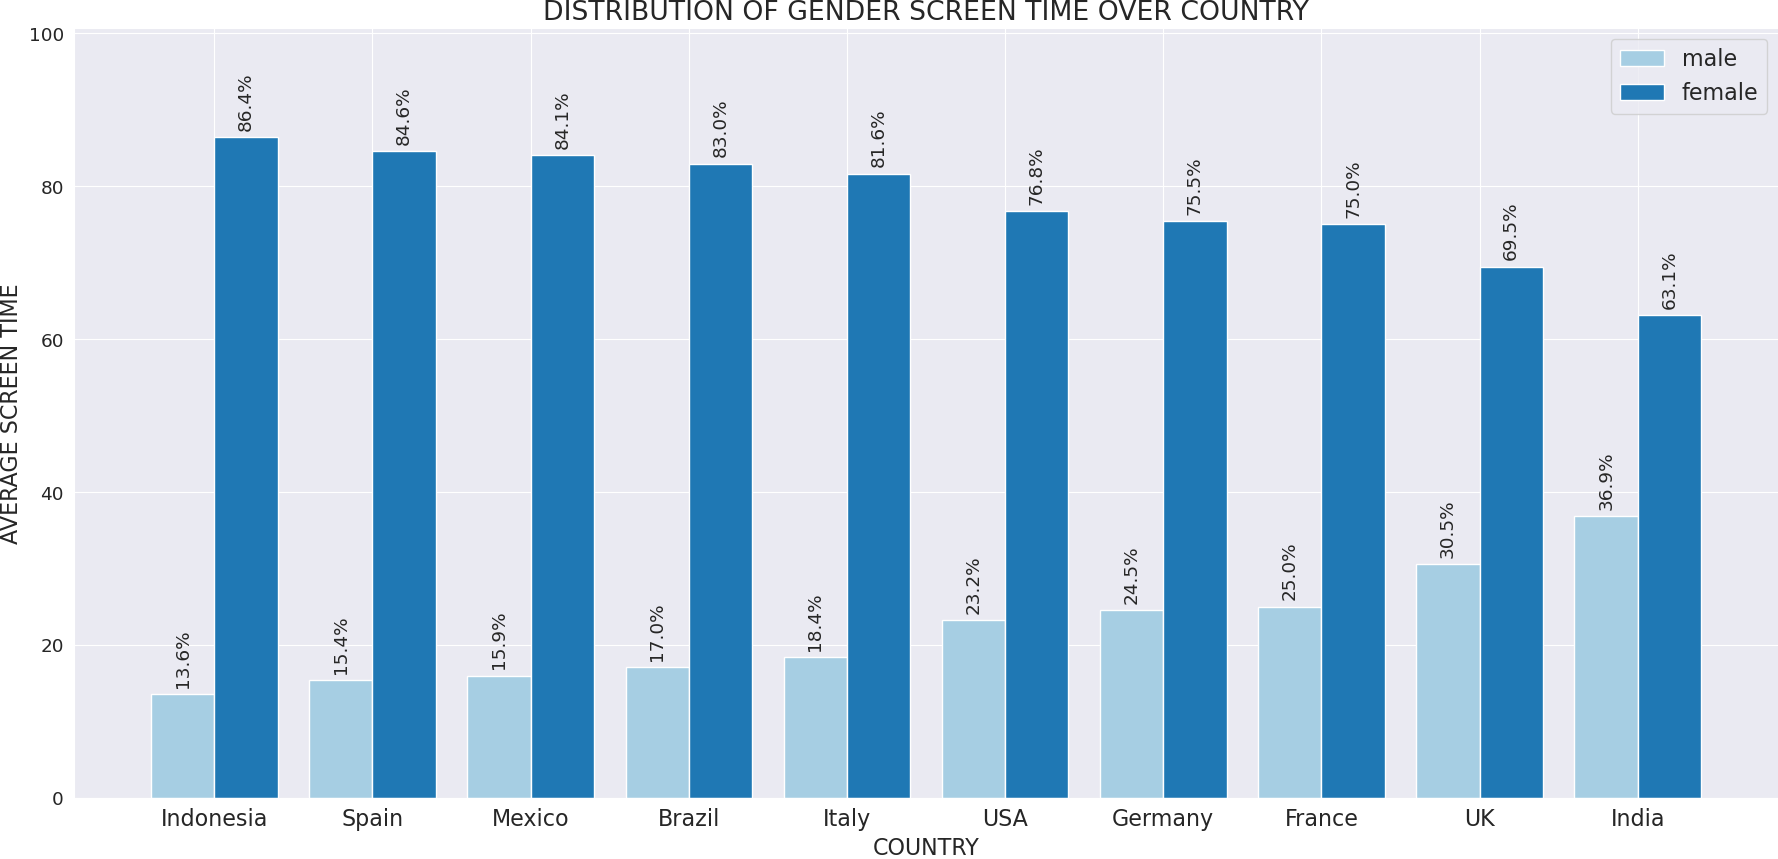 DISTRIBUTION OF GENDER SCREEN TIME OVER COUNTRY
male
female
AVERAGE SCREEN TIME
100
80
60
40
20
0
13.6%
86.4%
15.4%
84.6%
15.9%
84.1%
17.0%
83.0%
18.4%
81.6%
23.2%
76.8%
24.5%
75.5%
25.0%
75.0%
30.5%
69.5%
36.9%
63.1%
Indonesia
Spain
Mexico
Brazil
Italy
USA
Germany
France
UK
India
COUNTRY